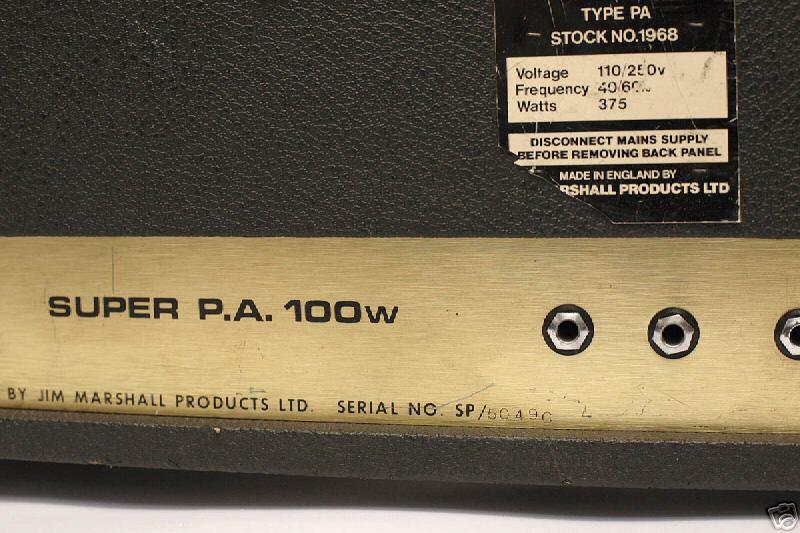 TYPE PA
STOCK NO.1968
Voltage 110/250v
Frequency
Watts 375
DISCONNECT MAINS SUPPLY
BEFORE REMOVING BACK PANEL
MADE IN ENGLAND BY
RSHALL PRODUCTS LTD
SUPER P.A. 100W
BY JIM MARSHALL PRODUCTS LTD. SERIAL NO. SP/